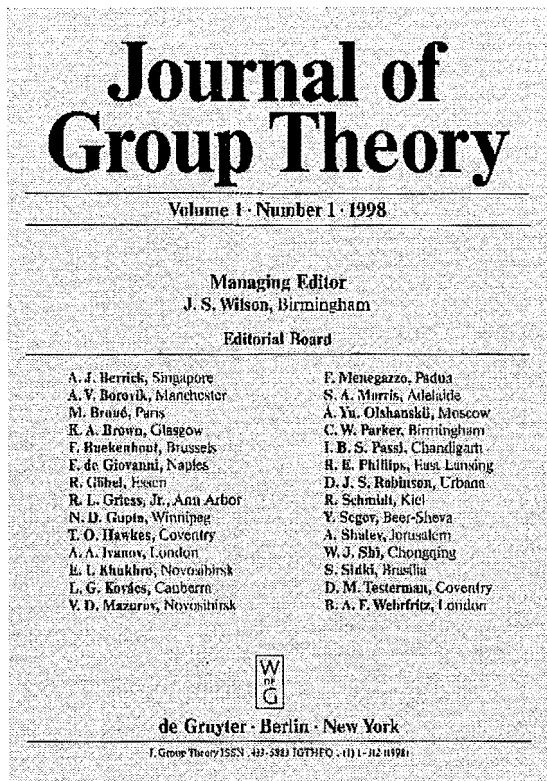 Journal of
Group Theory
Volume 1 · Number 1 · 1998
Managing Editor
J. S. Wilson, Birmingham
Editorial Board
A. J. Berrick, Singapore
A. V. Borovik, Manchester
M. Broué, Paris
K. A. Brown, Glasgow
F. Buekenhout, Brussels
F. de Giovanni, Naples
R. Göbel, Essen
R. L. Griess, Jr., Ann Arbor
N. D. Gupta, Winnipeg
T. O. Hawkes, Coventry
A. A. Ivanov, London
E. I. Khukhro, Novosibirsk
L. G. Kovács, Canberra
V. D. Mazurov, Novosibirsk
F. Menegazzo, Padua
S. A. Morris, Adelaide
A. Yu. Olshanskii, Moscow
C. W. Parker, Birmingham
I. B. S. Passi, Chandigarh
R. E. Phillips, East Lansing
D. J. S. Robinson, Urbana
R. Schmidt, Kiel
Y. Segev, Beer-Sheva
A. Shalev, Jerusalem
W. J. Shi, Chongqing
S. Sidki, Brasília
D. M. Testerman, Coventry
B. A. F. Wehrfritz, London
W
DE
G
de Gruyter · Berlin · New York
J. Group Theory ISSN